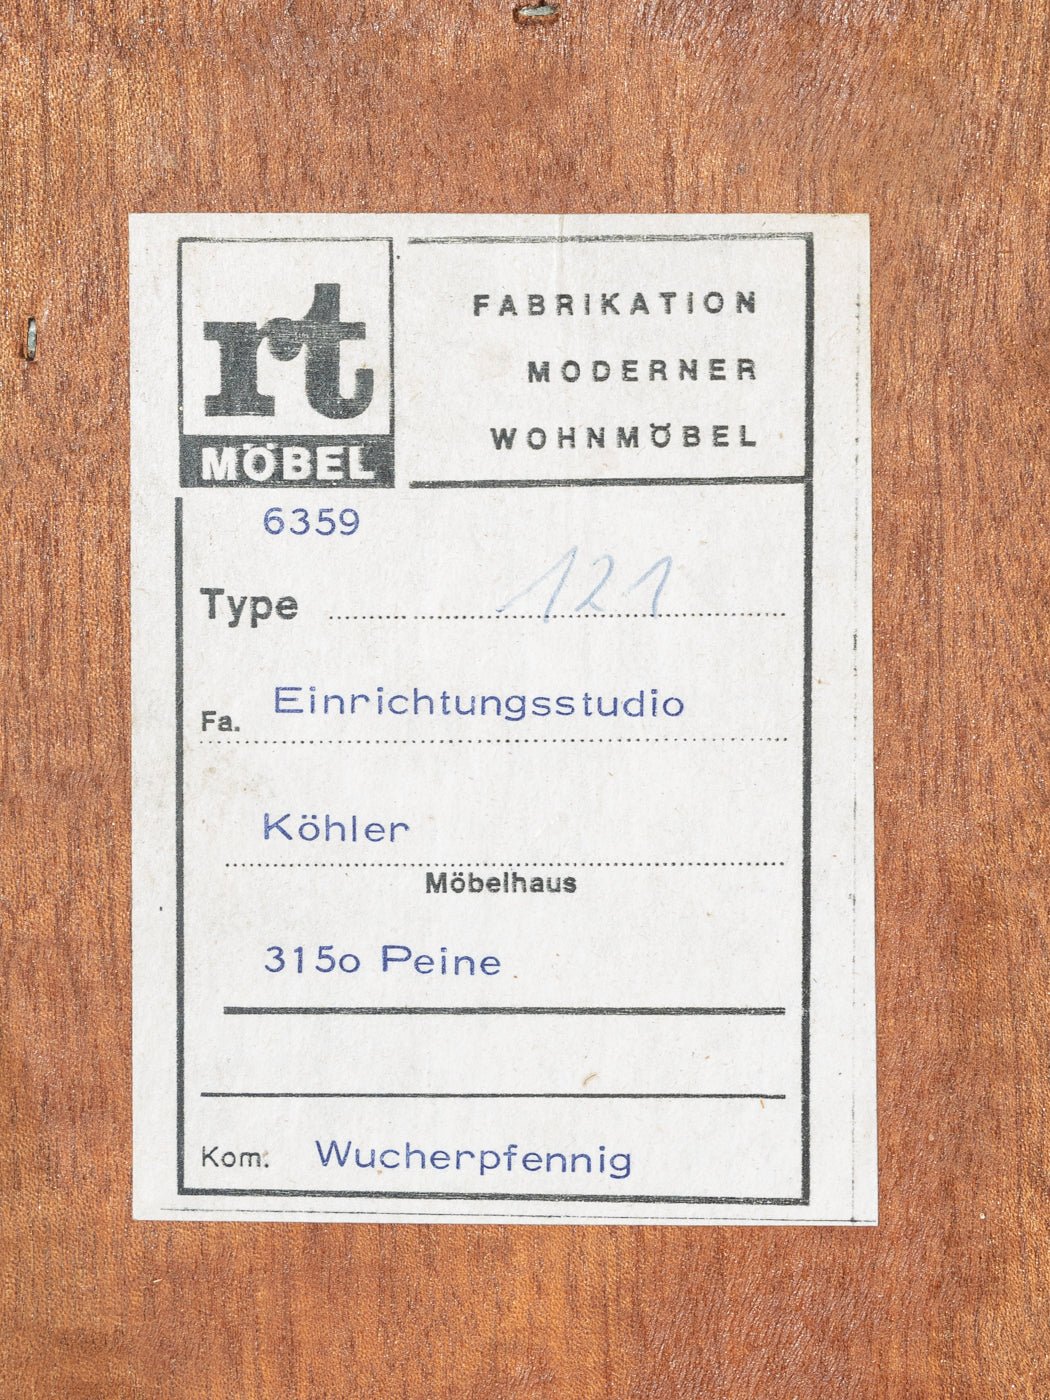 rt
MÖBEL
FABRIKATION
MODERNER
WOHNMÖBEL
6359
Type 121
Fa. Einrichtungsstudio
Köhler
Möbelhaus
315o Peine
Kom. Wucherpfennig